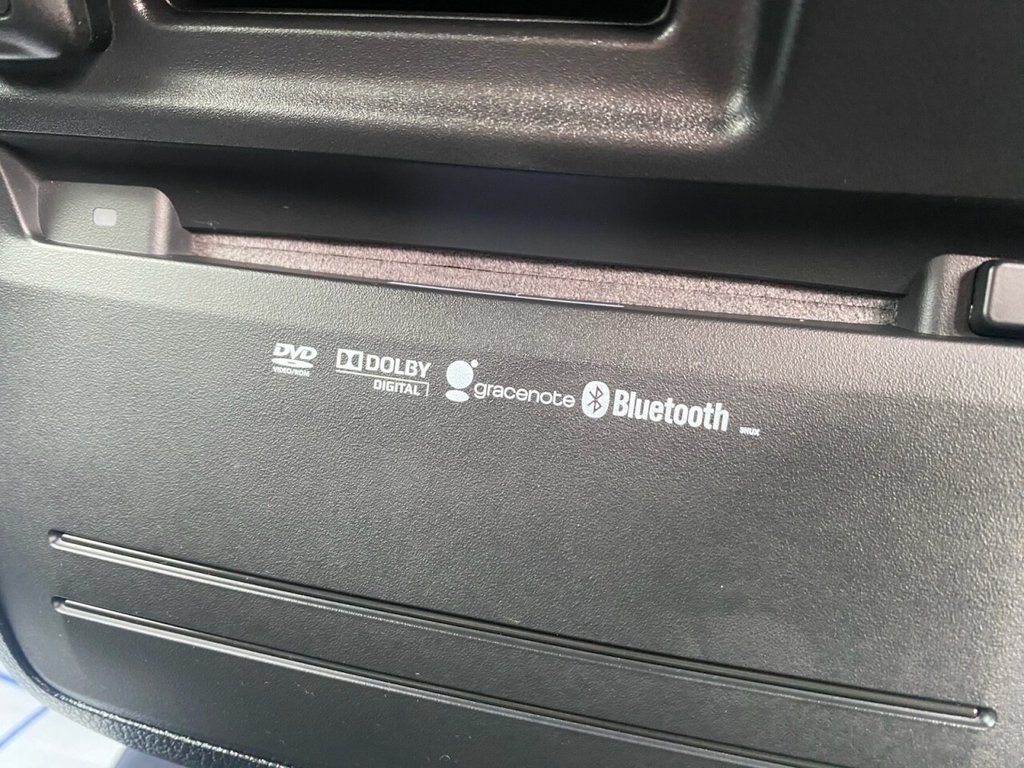 DVD
VIDEO/ROM
DOLBY
DIGITAL
gracenote
Bluetooth